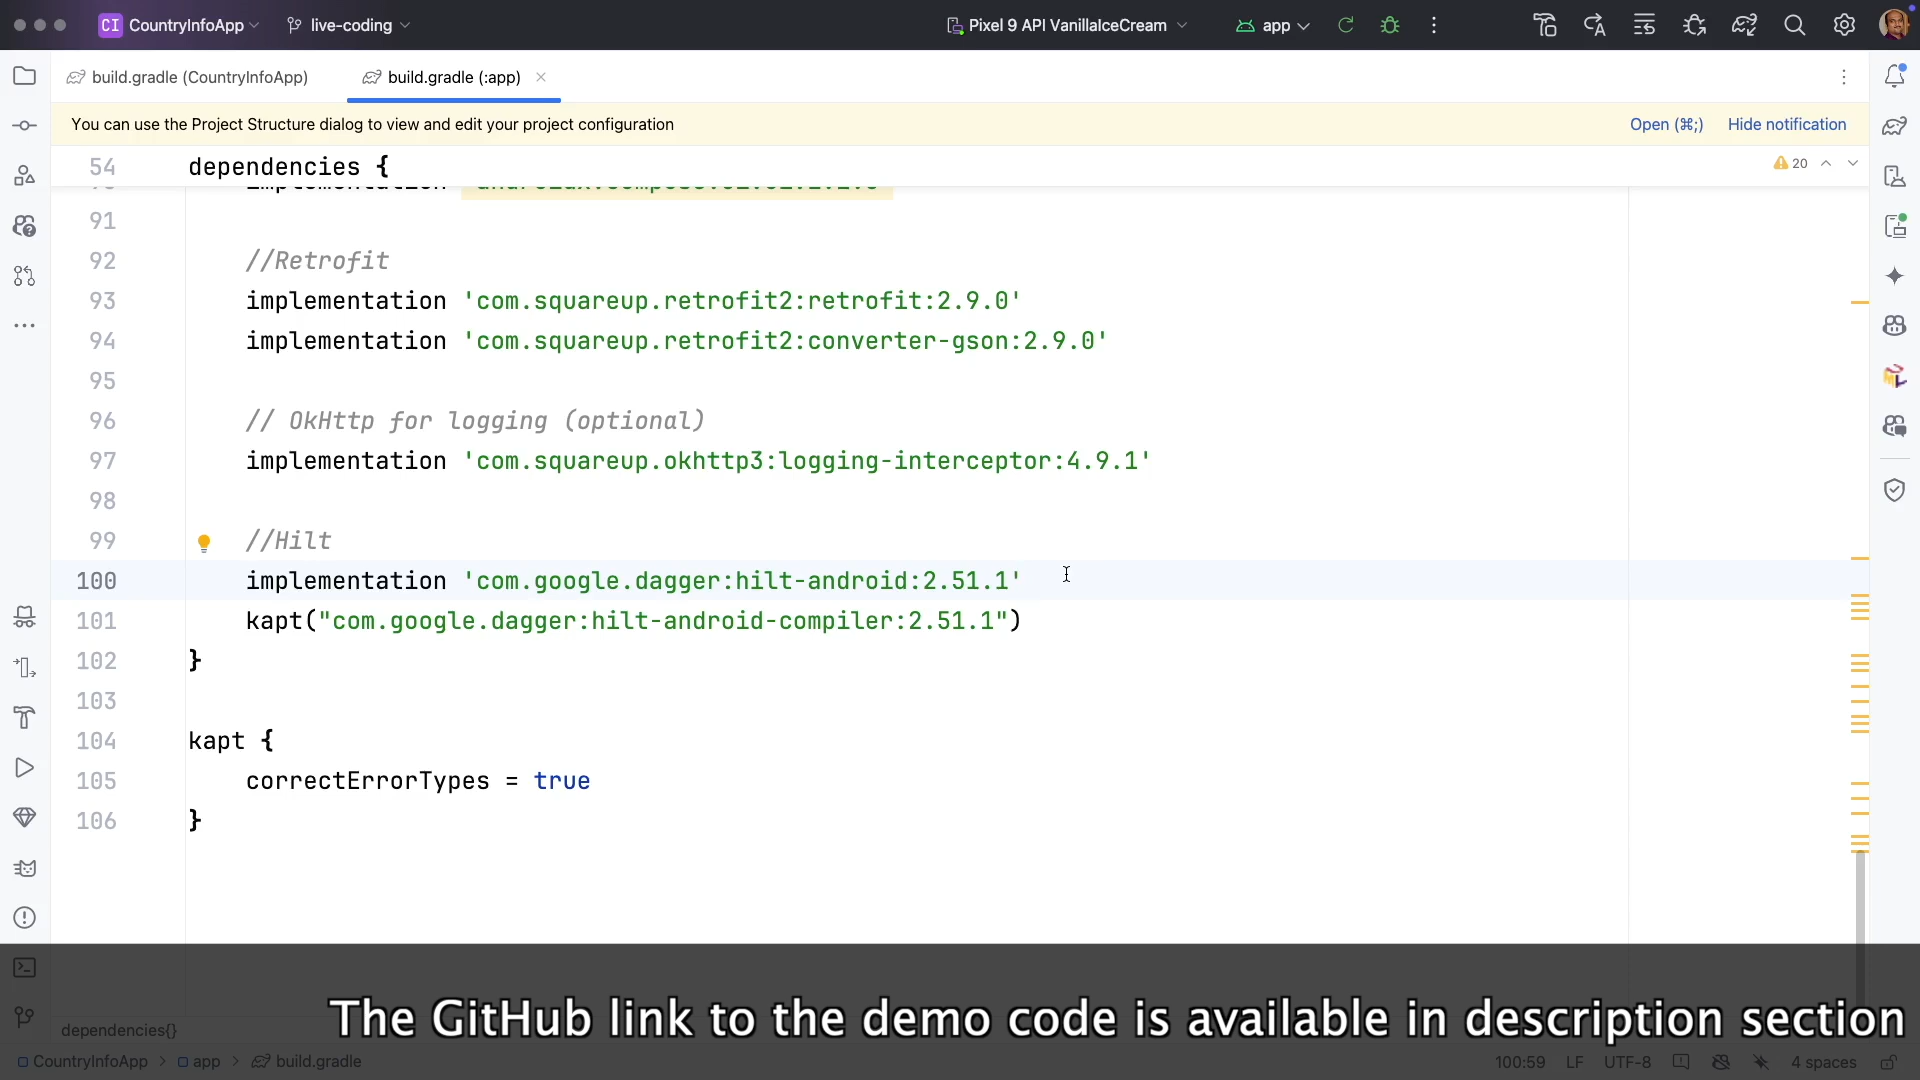 CI CountryInfoApp live-coding Pixel 9 API VanillaIceCream app
build.gradle (CountryInfoApp) build.gradle (:app)
You can use the Project Structure dialog to view and edit your project configuration Open (⌘;) Hide notification
54 dependencies { 20
91
92 //Retrofit
93 implementation 'com.squareup.retrofit2:retrofit:2.9.0'
94 implementation 'com.squareup.retrofit2:converter-gson:2.9.0'
95
96 // OkHttp for logging (optional)
97 implementation 'com.squareup.okhttp3:logging-interceptor:4.9.1'
98
99 //Hilt
100 implementation 'com.google.dagger:hilt-android:2.51.1'
101 kapt("com.google.dagger:hilt-android-compiler:2.51.1")
102 }
103
104 kapt {
105 correctErrorTypes = true
106 }
The GitHub link to the demo code is available in description section
dependencies{}
CountryInfoApp > app > build.gradle 100:59 LF UTF-8 4 spaces